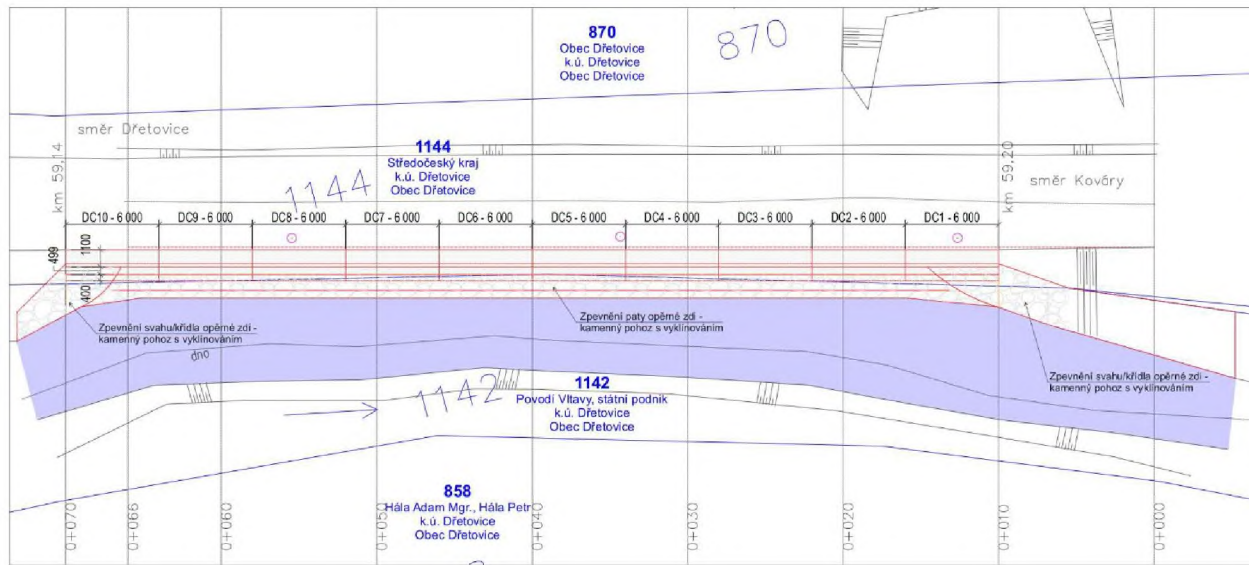 870
Obec Dřetovice
k.ú. Dřetovice
Obec Dřetovice
870
směr Dřetovice
km 59,14
1144
Středočeský kraj
k.ú. Dřetovice
Obec Dřetovice
1144
km 59,20
směr Kováry
DC10 - 6 000
DC9 - 6 000
DC8 - 6 000
DC7 - 6 000
DC6 - 6 000
DC5 - 6 000
DC4 - 6 000
DC3 - 6 000
DC2 - 6 000
DC1 - 6 000
499
1100
400
Zpevnění svahu/křídla opěrné zdi -
kamenný pohoz s vyklínováním
Zpevnění paty opěrné zdi -
kamenný pohoz s vyklínováním
Zpevnění svahu/křídla opěrné zdi -
kamenný pohoz s vyklínováním
dno
1142
1142
Povodí Vltavy, státní podnik
k.ú. Dřetovice
Obec Dřetovice
858
Hála Adam Mgr., Hála Petr
k.ú. Dřetovice
Obec Dřetovice
0+070
0+066
0+060
0+050
0+040
0+030
0+020
0+010
0+000